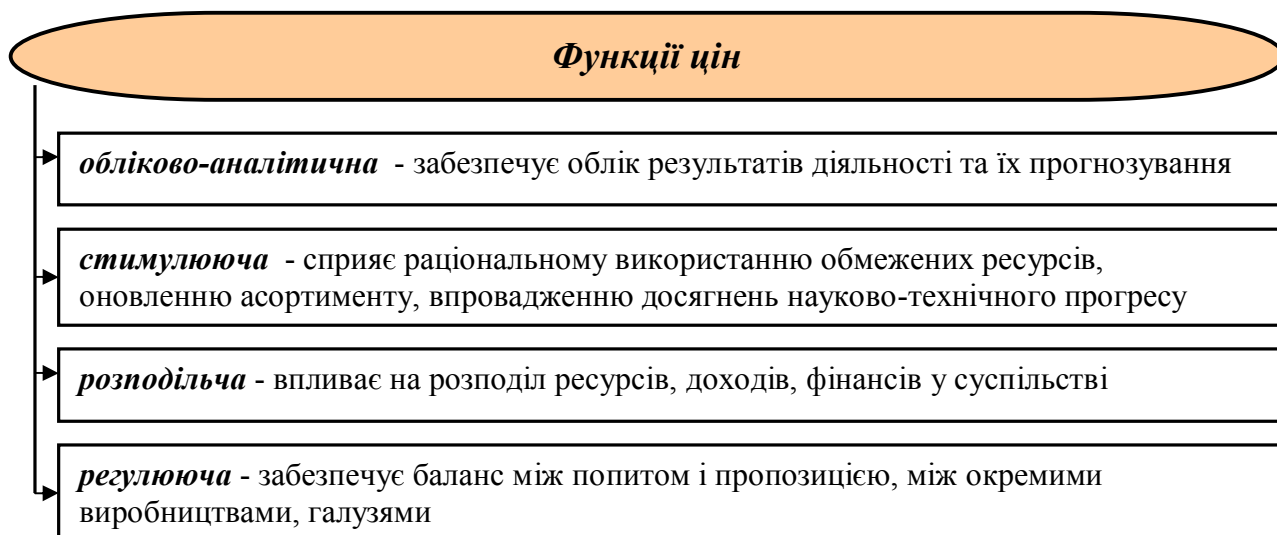 Функції цін
обліково-аналітична - забезпечує облік результатів діяльності та їх прогнозування
стимулююча - сприяє раціональному використанню обмежених ресурсів,
оновленню асортименту, впровадженню досягнень науково-технічного прогресу
розподільча - впливає на розподіл ресурсів, доходів, фінансів у суспільстві
регулююча - забезпечує баланс між попитом і пропозицією, між окремими
виробництвами, галузями